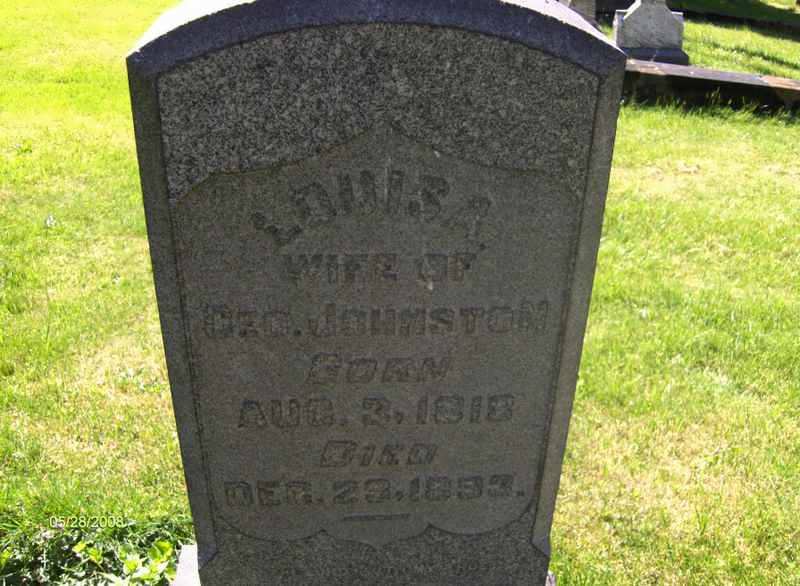 LOUISA
WIFE OF
GEO. JOHNSTON
BORN
AUG. 3, 1818
DIED
DEC. 29, 1893.
05/28/2008